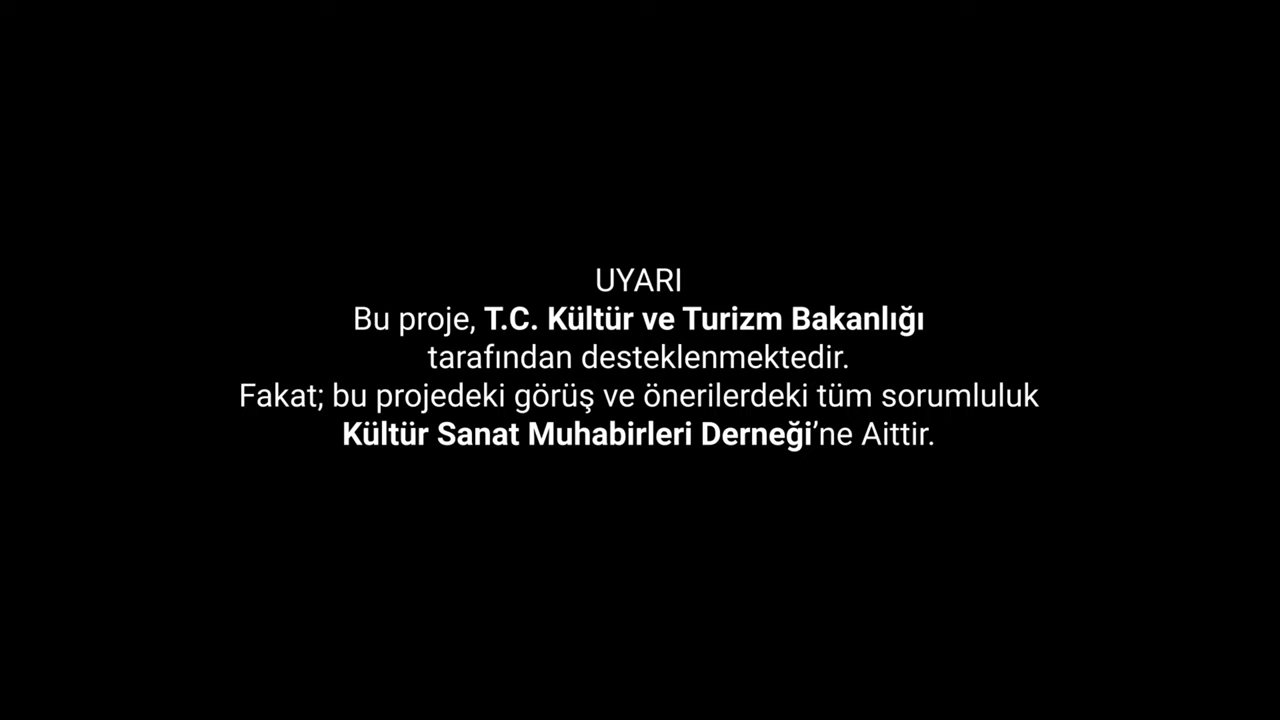 UYARI
Bu proje, T.C. Kültür ve Turizm Bakanlığı
tarafından desteklenmektedir.
Fakat; bu projedeki görüş ve önerilerdeki tüm sorumluluk
Kültür Sanat Muhabirleri Derneği’ne Aittir.